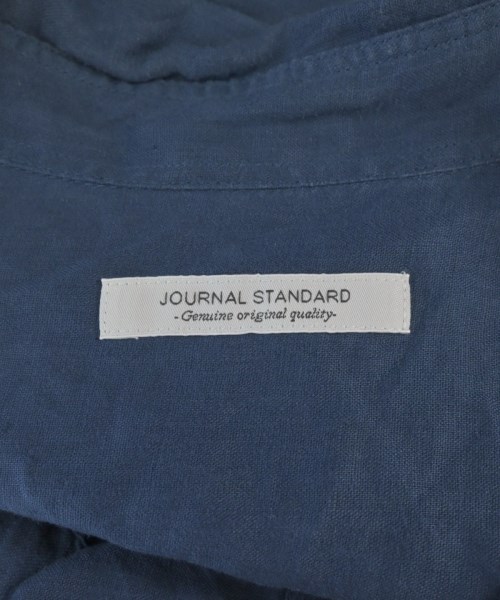 JOURNAL STANDARD
-Genuine original quality-